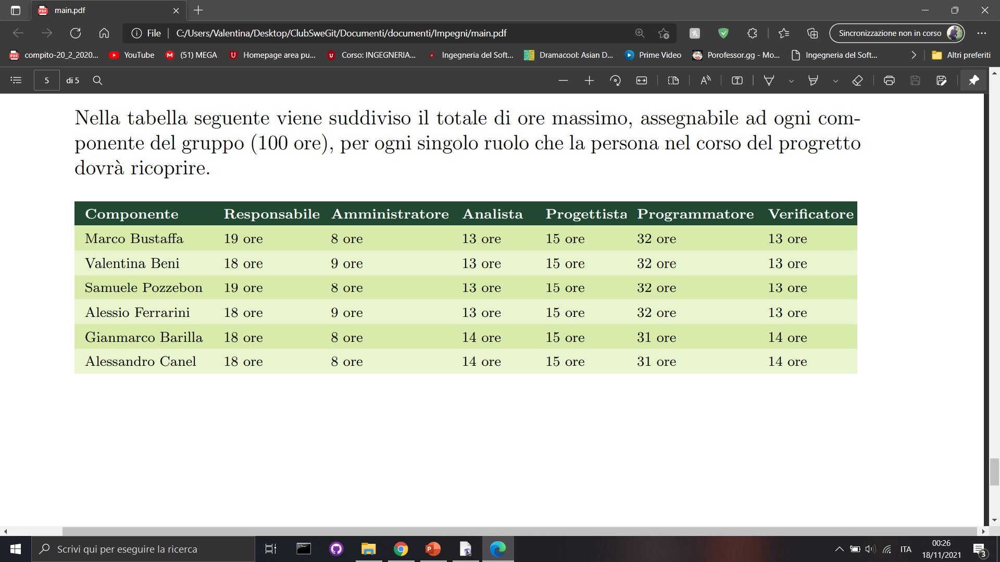 main.pdf
File
C:/Users/Valentina/Desktop/ClubSweGit/Documenti/documenti/Impegni/main.pdf
Sincronizzazione non in corso
compito-20_2_2020... YouTube (51) MEGA Homepage area pu... Corso: INGEGNERIA... Ingegneria del Soft... Dramacool: Asian D... Prime Video Porofessor.gg - Mo... Ingegneria del Soft... Altri preferiti
5 di 5
Nella tabella seguente viene suddiviso il totale di ore massimo, assegnabile ad ogni com-
ponente del gruppo (100 ore), per ogni singolo ruolo che la persona nel corso del progretto
dovrà ricoprire.
Componente Responsabile Amministratore Analista Progettista Programmatore Verificatore
Marco Bustaffa 19 ore 8 ore 13 ore 15 ore 32 ore 13 ore
Valentina Beni 18 ore 9 ore 13 ore 15 ore 32 ore 13 ore
Samuele Pozzebon 19 ore 8 ore 13 ore 15 ore 32 ore 13 ore
Alessio Ferrarini 18 ore 9 ore 13 ore 15 ore 32 ore 13 ore
Gianmarco Barilla 18 ore 8 ore 14 ore 15 ore 31 ore 14 ore
Alessandro Canel 18 ore 8 ore 14 ore 15 ore 31 ore 14 ore
Scrivi qui per eseguire la ricerca
ITA
00:26
18/11/2021
3